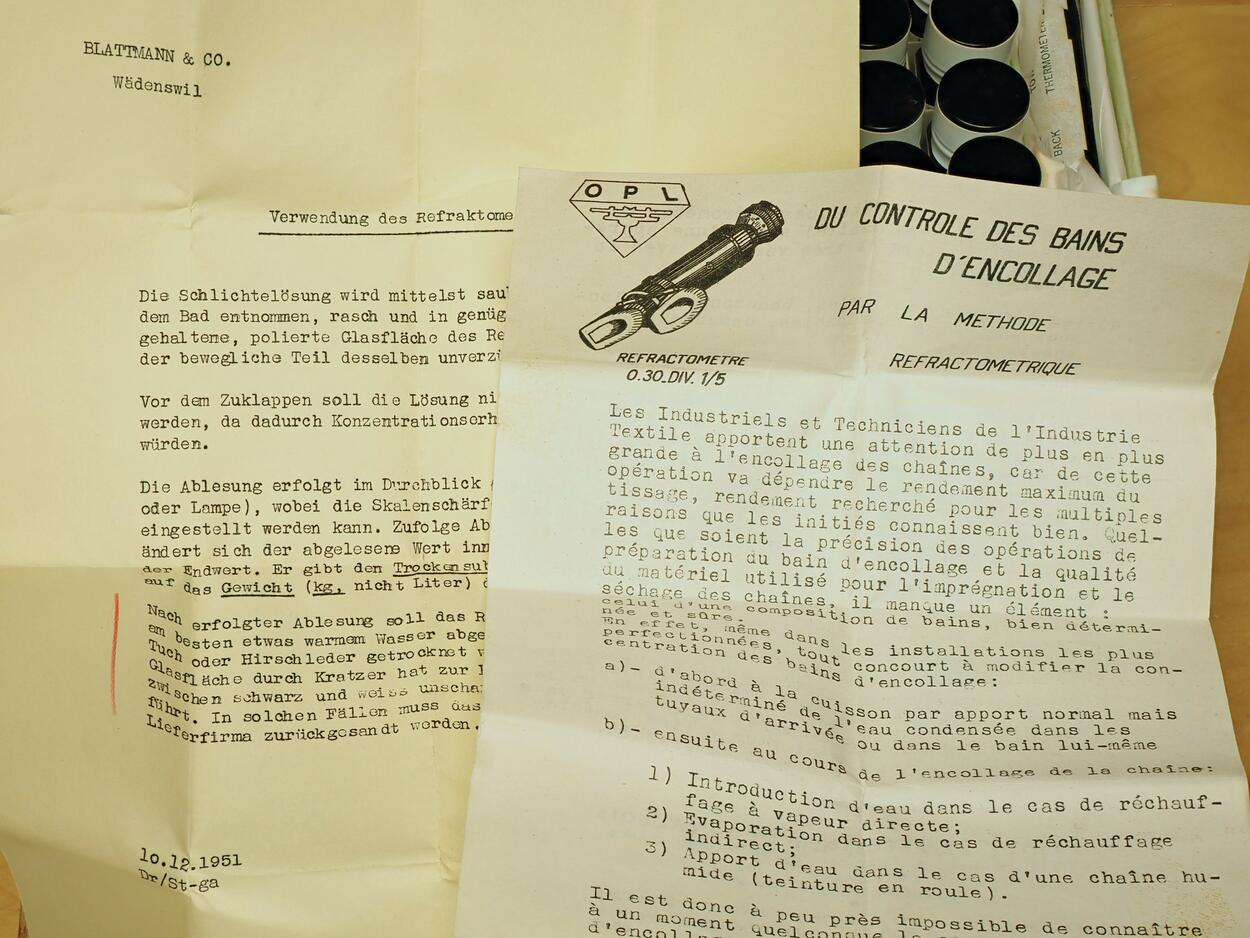 BLATTMANN & CO.
Wädenswil
Verwendung des Refraktome
Die Schlichtelösung wird mittelst
dem Bad entnommen, rasch und in genüg
gehaltene, polierte Glasfläche des Re
der bewegliche Teil desselben unverzü
Vor dem Zuklappen soll die Lösung ni
werden, da dadurch Konzentrationserh
würden.
Die Ablesung erfolgt im Durchblick
oder Lampe), wobei die Skalenschärf
eingestellt werden kann. Zufolge Ab
ändert sich der abgelesene Wert inn
der Endwert. Er gibt den Trockensub
auf das Gewicht (kg, nicht Liter)
Nach erfolgter Ablesung soll das R
am besten etwas warmem Wasser abge
Tuch oder Hirschleder getrocknet
Glasfläche durch Kratzer hat zur
zwischen schwarz und weiss unscha
führt. In solchen Fällen muss das
Lieferfirma zurückgesandt werden.
10.12.1951
Dr/St-ga
THERMOMETER
BACK
OPL
DU CONTROLE DES BAINS
D'ENCOLLAGE
PAR LA METHODE
REFRACTOMETRIQUE
REFRACTOMETRE
0.30.DIV. 1/5
Les Industriels et Techniciens de l'Industrie
Textile apportent une attention de plus en plus
grande à l'encollage des chaînes, car de cette
opération va dépendre le rendement maximum du
tissage, rendement recherché pour les multiples
raisons que les initiés connaissent bien. Quel-
les que soient la précision des opérations de
préparation du bain d'encollage et la qualité
du matériel utilisé pour l'imprégnation et le
séchage des chaînes, il manque un élément :
celui d'une composition de bains, bien détermi-
née et sûre.
En effet, même dans les installations les plus
perfectionnées, tout concourt à modifier la con-
centration des bains d'encollage:
a)- d'abord à la cuisson par apport normal mais
indéterminé de l'eau condensée dans les
tuyaux d'arrivée ou dans le bain lui-même
b)- ensuite au cours de l'encollage de la chaîne:
1) Introduction d'eau dans le cas de réchauf-
fage à vapeur directe;
2) Evaporation dans le cas de réchauffage
indirect;
3) Apport d'eau dans le cas d'une chaîne hu-
mide (teinture en roule).
Il est donc à peu près impossible de connaître
à un moment quelconque
d'encollage